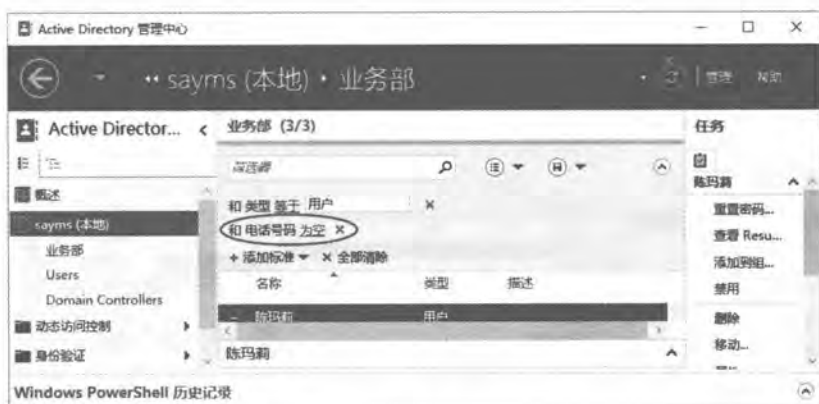 Active Directory 管理中心
•• sayms (本地) • 业务部
管理 帮助
Active Director...
业务部 (3/3)
任务
筛选器
陈玛莉
概述
和 类型 等于 用户
重置密码...
sayms (本地)
和 电话号码 为空
查看 Resu...
业务部
添加标准 全部清除
添加到组...
Users
名称 类型 描述
禁用
Domain Controllers
陈玛莉 用户
删除
动态访问控制
移动...
身份验证
陈玛莉
Windows PowerShell 历史记录